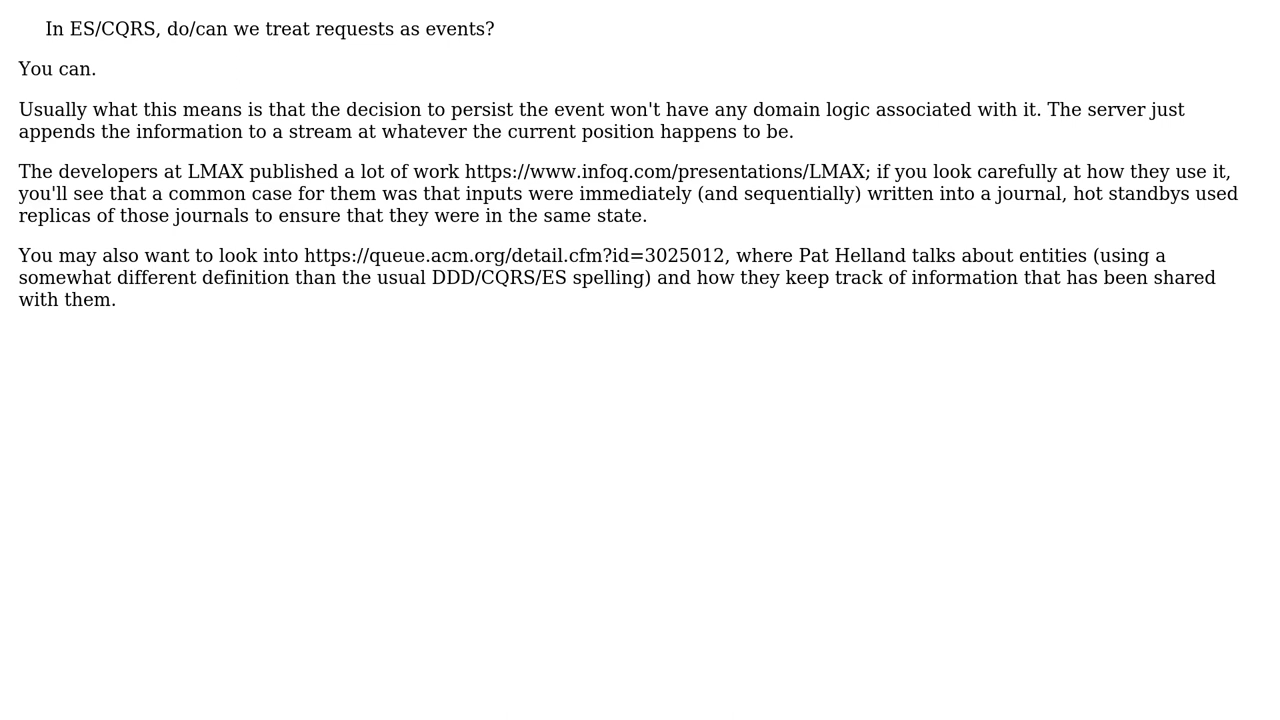 In ES/CQRS, do/can we treat requests as events?
You can.
Usually what this means is that the decision to persist the event won't have any domain logic associated with it. The server just
appends the information to a stream at whatever the current position happens to be.
The developers at LMAX published a lot of work https://www.infoq.com/presentations/LMAX; if you look carefully at how they use it,
you'll see that a common case for them was that inputs were immediately (and sequentially) written into a journal, hot standbys used
replicas of those journals to ensure that they were in the same state.
You may also want to look into https://queue.acm.org/detail.cfm?id=3025012, where Pat Helland talks about entities (using a
somewhat different definition than the usual DDD/CQRS/ES spelling) and how they keep track of information that has been shared
with them.